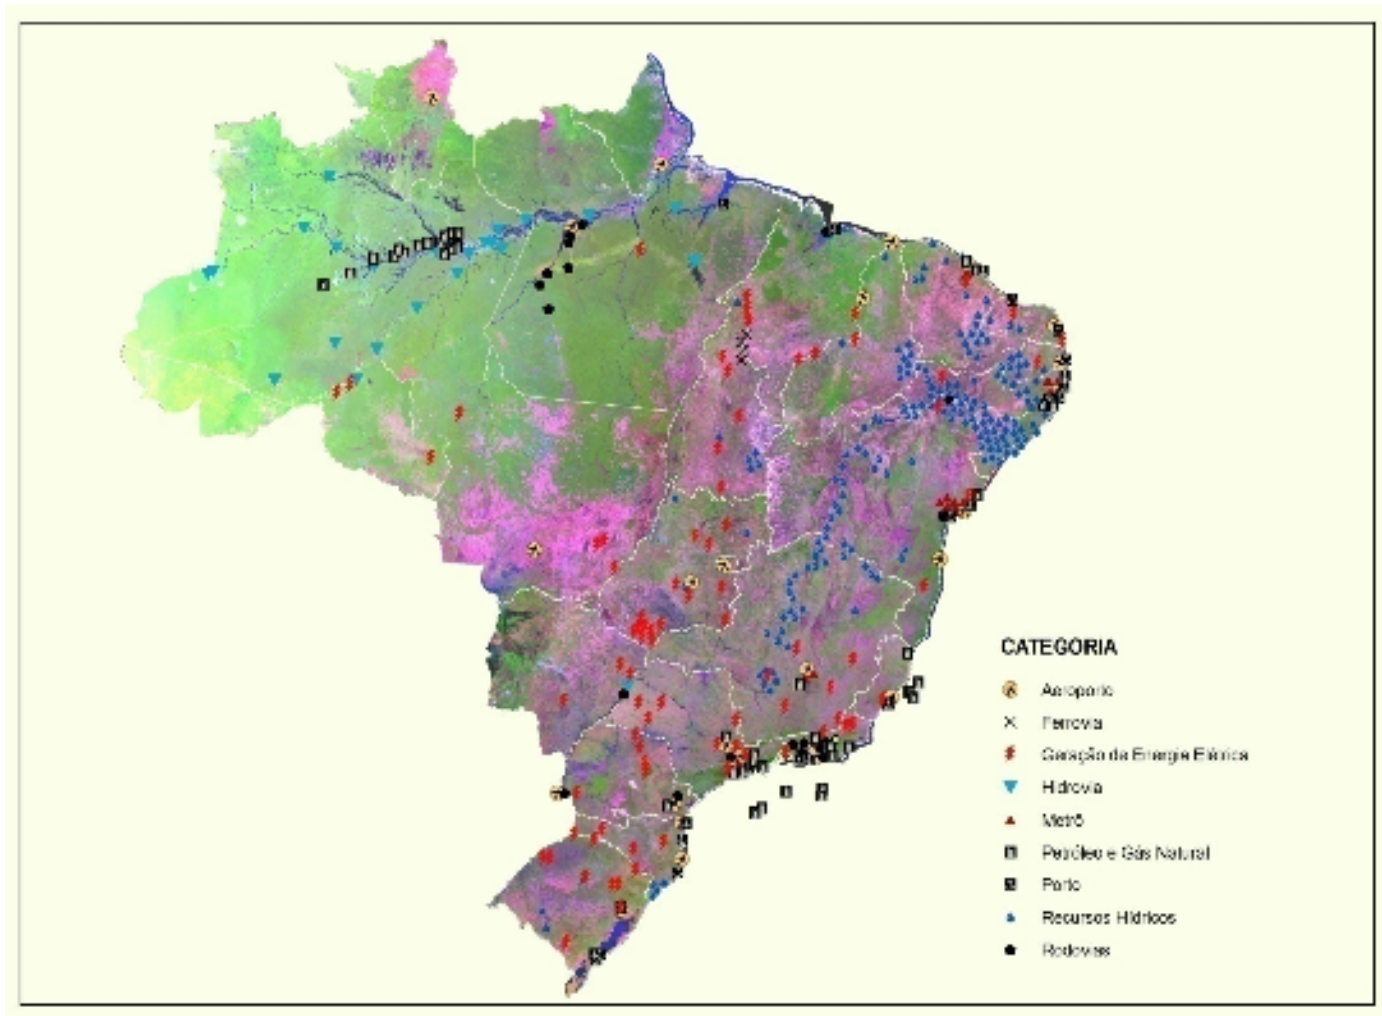 CATEGORIA
Aeroporto
Ferrovia
Geração de Energia Elétrica
Hidrovia
Metrô
Petróleo e Gás Natural
Porto
Recursos Hídricos
Rodovias